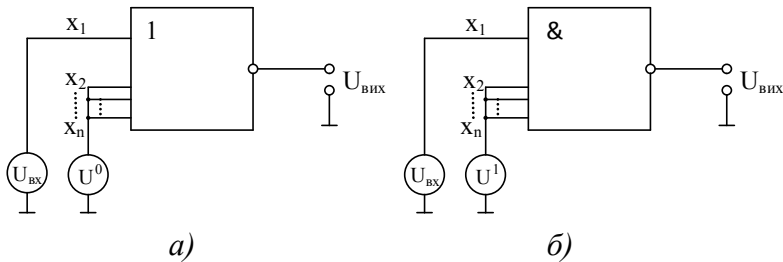 x₁ 1
x₂
xₙ
Uвх U⁰
Uвих
а)
x₁ &
x₂
xₙ
Uвх U¹
Uвих
б)